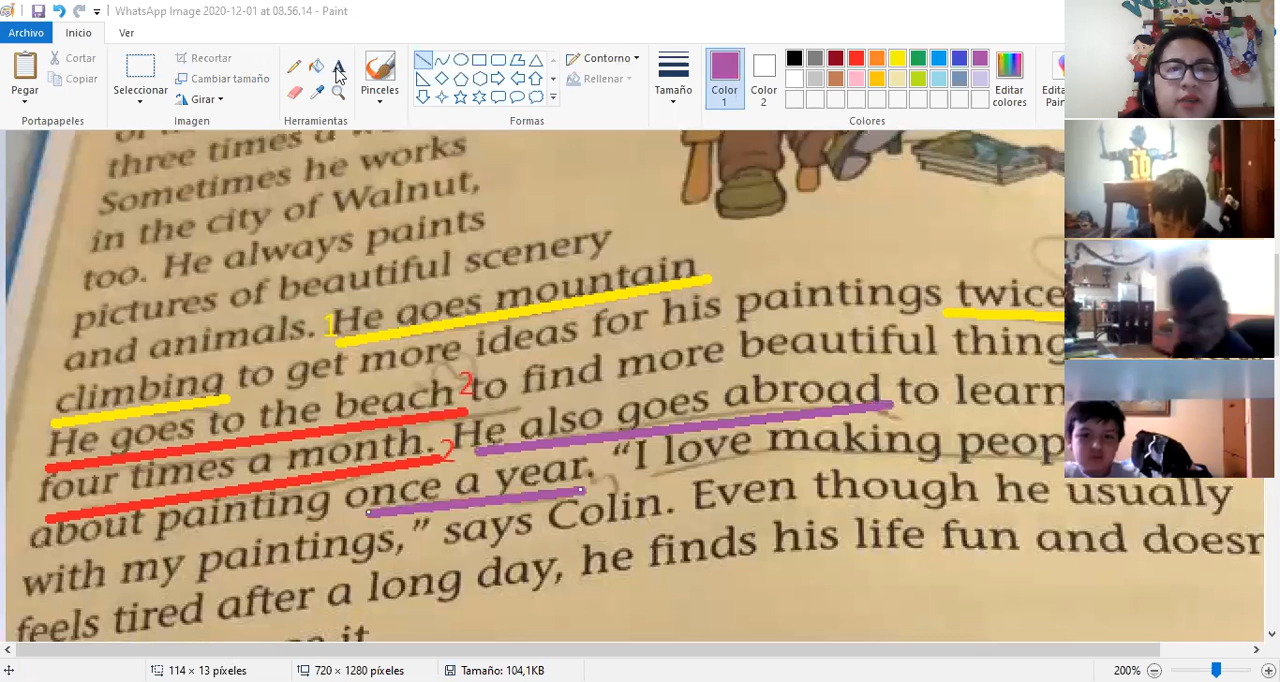 WhatsApp Image 2020-12-01 at 08.56.14 - Paint
Archivo Inicio Ver
Pegar
Cortar
Copiar
Portapapeles
Seleccionar
Recortar
Cambiar tamaño
Girar
Imagen
A
Herramientas
Pinceles
Contorno
Rellenar
Formas
Tamaño
Color 1
Color 2
Editar colores
Colores
three times a
Sometimes he works
in the city of Walnut,
too. He always paints
pictures of beautiful scenery
and animals. 1 He goes mountain
climbing to get more ideas for his paintings twice
He goes to the beach 2 to find more beautiful thing
four times a month. 2 He also goes abroad to learn
about painting once a year. “I love making peop
with my paintings,” says Colin. Even though he usually
feels tired after a long day, he finds his life fun and doesn
it
10
114 × 13 píxeles
720 × 1280 píxeles
Tamaño: 104,1KB
200%